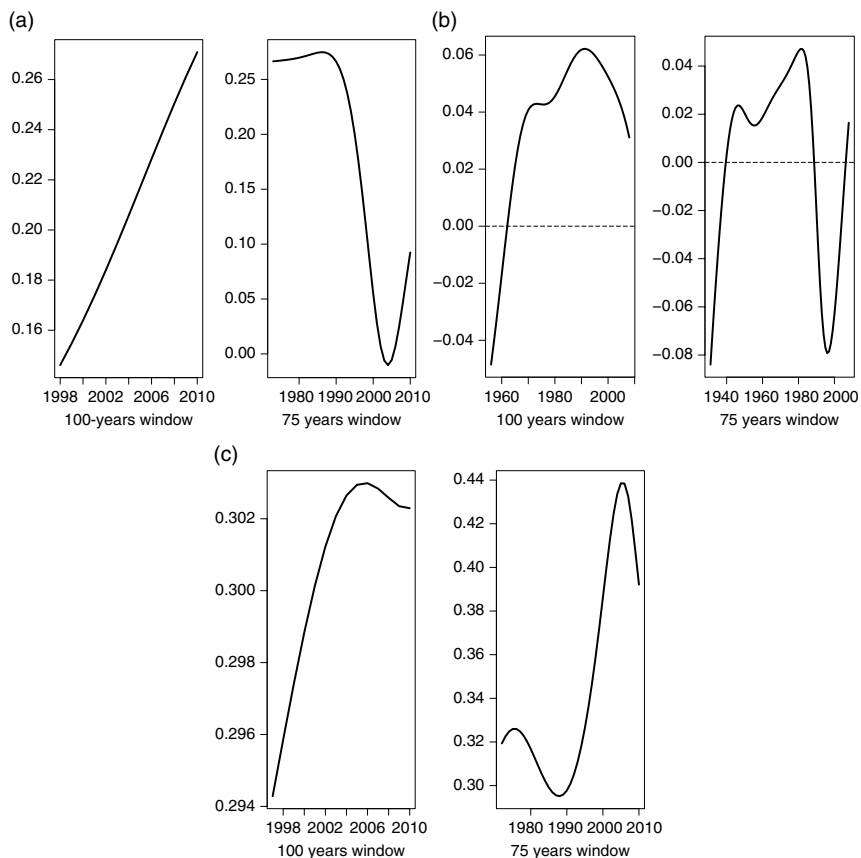 (a)
0.26
0.24
0.22
0.20
0.18
0.16
1998 2002 2006 2010
100-years window
0.25
0.20
0.15
0.10
0.05
0.00
1980 1990 2000 2010
75 years window
(b)
0.06
0.04
0.02
0.00
−0.02
−0.04
1960 1980 2000
100 years window
0.04
0.02
0.00
−0.02
−0.04
−0.06
−0.08
1940 1960 1980 2000
75 years window
(c)
0.302
0.300
0.298
0.296
0.294
1998 2002 2006 2010
100 years window
0.44
0.42
0.40
0.38
0.36
0.34
0.32
0.30
1980 1990 2000 2010
75 years window